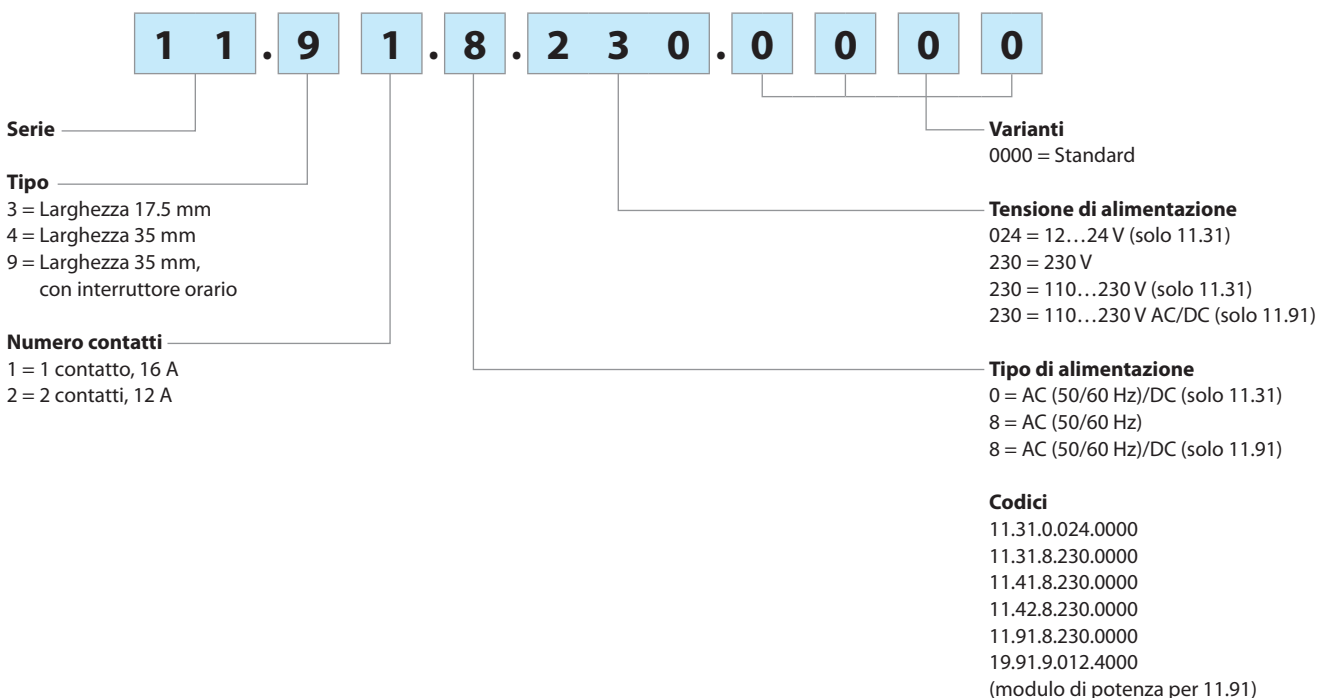 1 1 . 9 1 . 8 . 2 3 0 . 0 0 0 0
Serie
Tipo
3 = Larghezza 17.5 mm
4 = Larghezza 35 mm
9 = Larghezza 35 mm,
con interruttore orario
Numero contatti
1 = 1 contatto, 16 A
2 = 2 contatti, 12 A
Varianti
0000 = Standard
Tensione di alimentazione
024 = 12…24 V (solo 11.31)
230 = 230 V
230 = 110…230 V (solo 11.31)
230 = 110…230 V AC/DC (solo 11.91)
Tipo di alimentazione
0 = AC (50/60 Hz)/DC (solo 11.31)
8 = AC (50/60 Hz)
8 = AC (50/60 Hz)/DC (solo 11.91)
Codici
11.31.0.024.0000
11.31.8.230.0000
11.41.8.230.0000
11.42.8.230.0000
11.91.8.230.0000
19.91.9.012.4000
(modulo di potenza per 11.91)